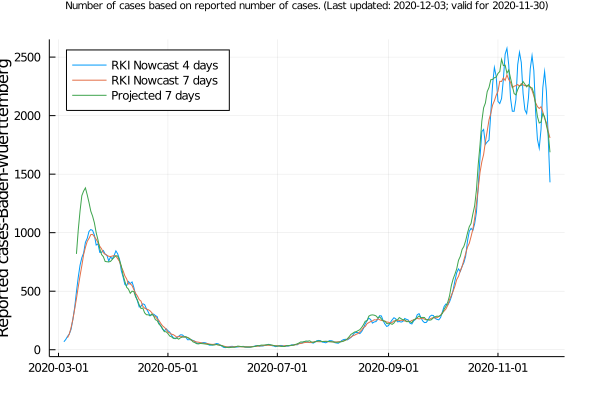 Number of cases based on reported number of cases. (Last updated: 2020-12-03; valid for 2020-11-30)
Reported cases-Baden-Wuerttemberg
2500
2000
1500
1000
500
0
RKI Nowcast 4 days
RKI Nowcast 7 days
Projected 7 days
2020-03-01 2020-05-01 2020-07-01 2020-09-01 2020-11-01